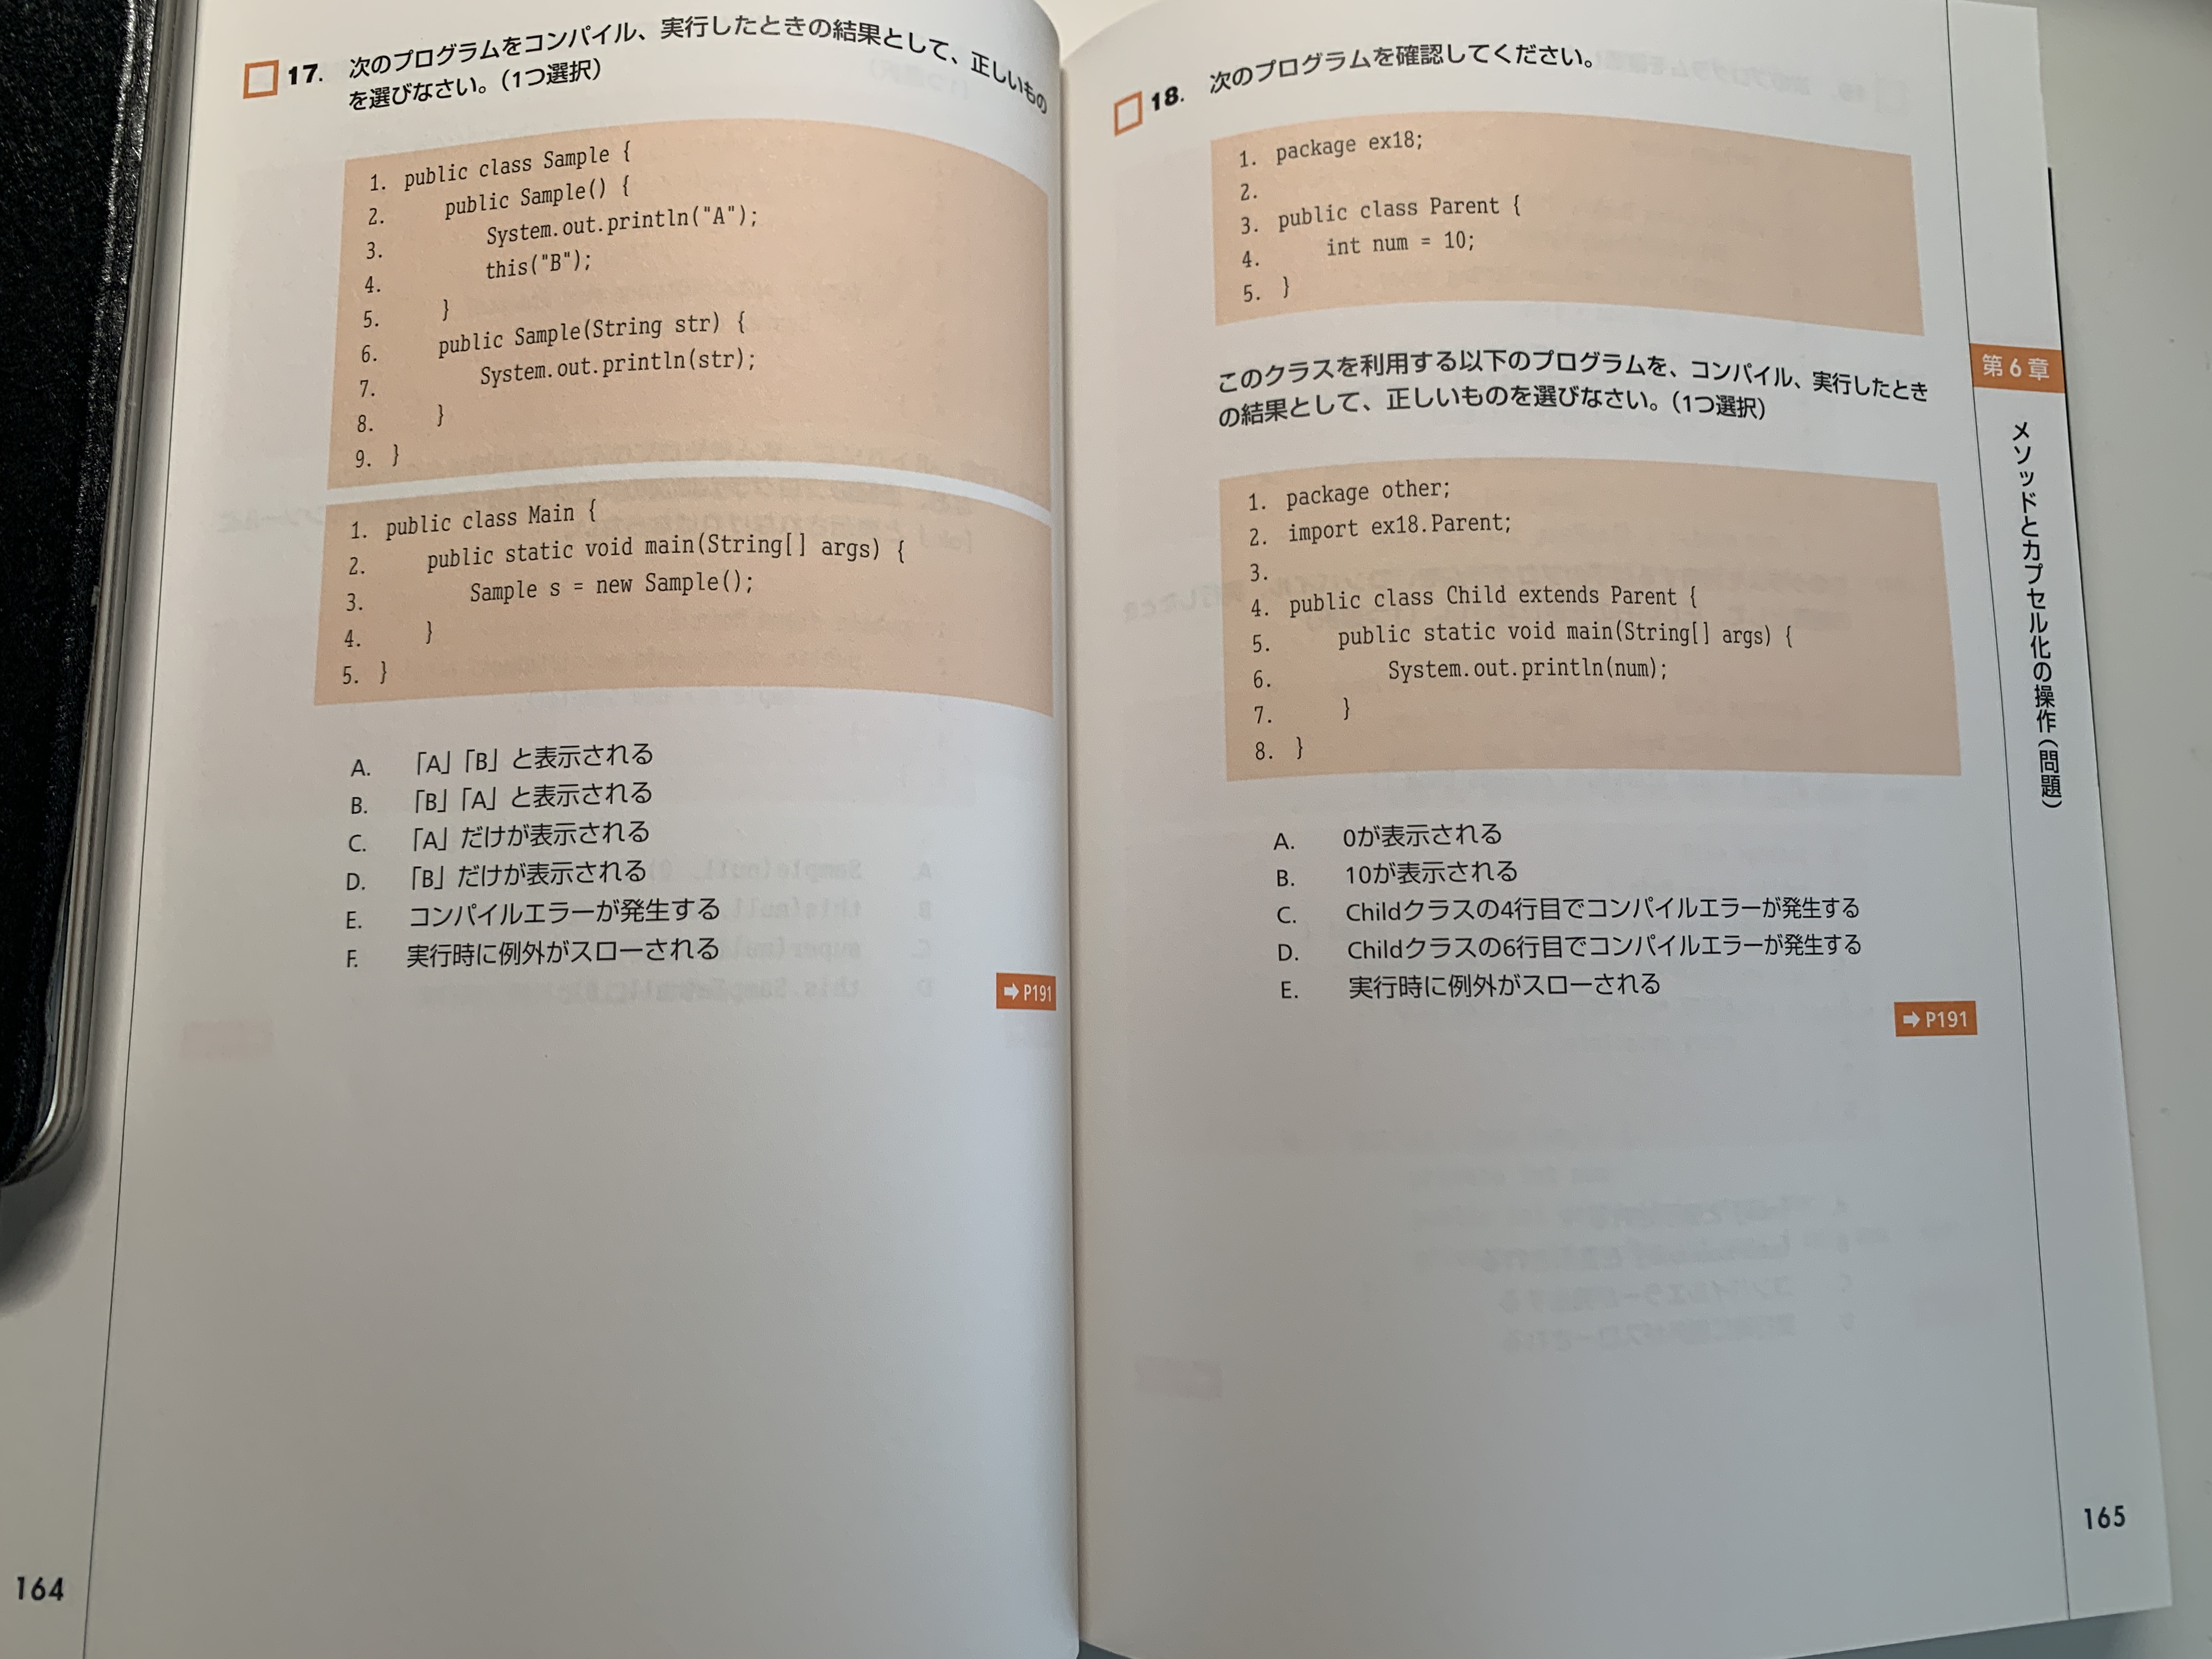 17. 次のプログラムをコンパイル、実行したときの結果として、正しいもの
を選びなさい。(1つ選択)
1. public class Sample {
2. public Sample() {
3. System.out.println("A");
4. this("B");
5. }
6. public Sample(String str) {
7. System.out.println(str);
8. }
9. }
1. public class Main {
2. public static void main(String[] args) {
3. Sample s = new Sample();
4. }
5. }
A. 「A」「B」と表示される
B. 「B」「A」と表示される
C. 「A」だけが表示される
D. 「B」だけが表示される
E. コンパイルエラーが発生する
F. 実行時に例外がスローされる
➡ P191
164
18. 次のプログラムを確認してください。
1. package ex18;
2.
3. public class Parent {
4. int num = 10;
5. }
このクラスを利用する以下のプログラムを、コンパイル、実行したとき
の結果として、正しいものを選びなさい。(1つ選択)
1. package other;
2. import ex18.Parent;
3.
4. public class Child extends Parent {
5. public static void main(String[] args) {
6. System.out.println(num);
7. }
8. }
A. 0が表示される
B. 10が表示される
C. Childクラスの4行目でコンパイルエラーが発生する
D. Childクラスの6行目でコンパイルエラーが発生する
E. 実行時に例外がスローされる
➡ P191
第6章
メソッドとカプセル化の操作(問題)
165